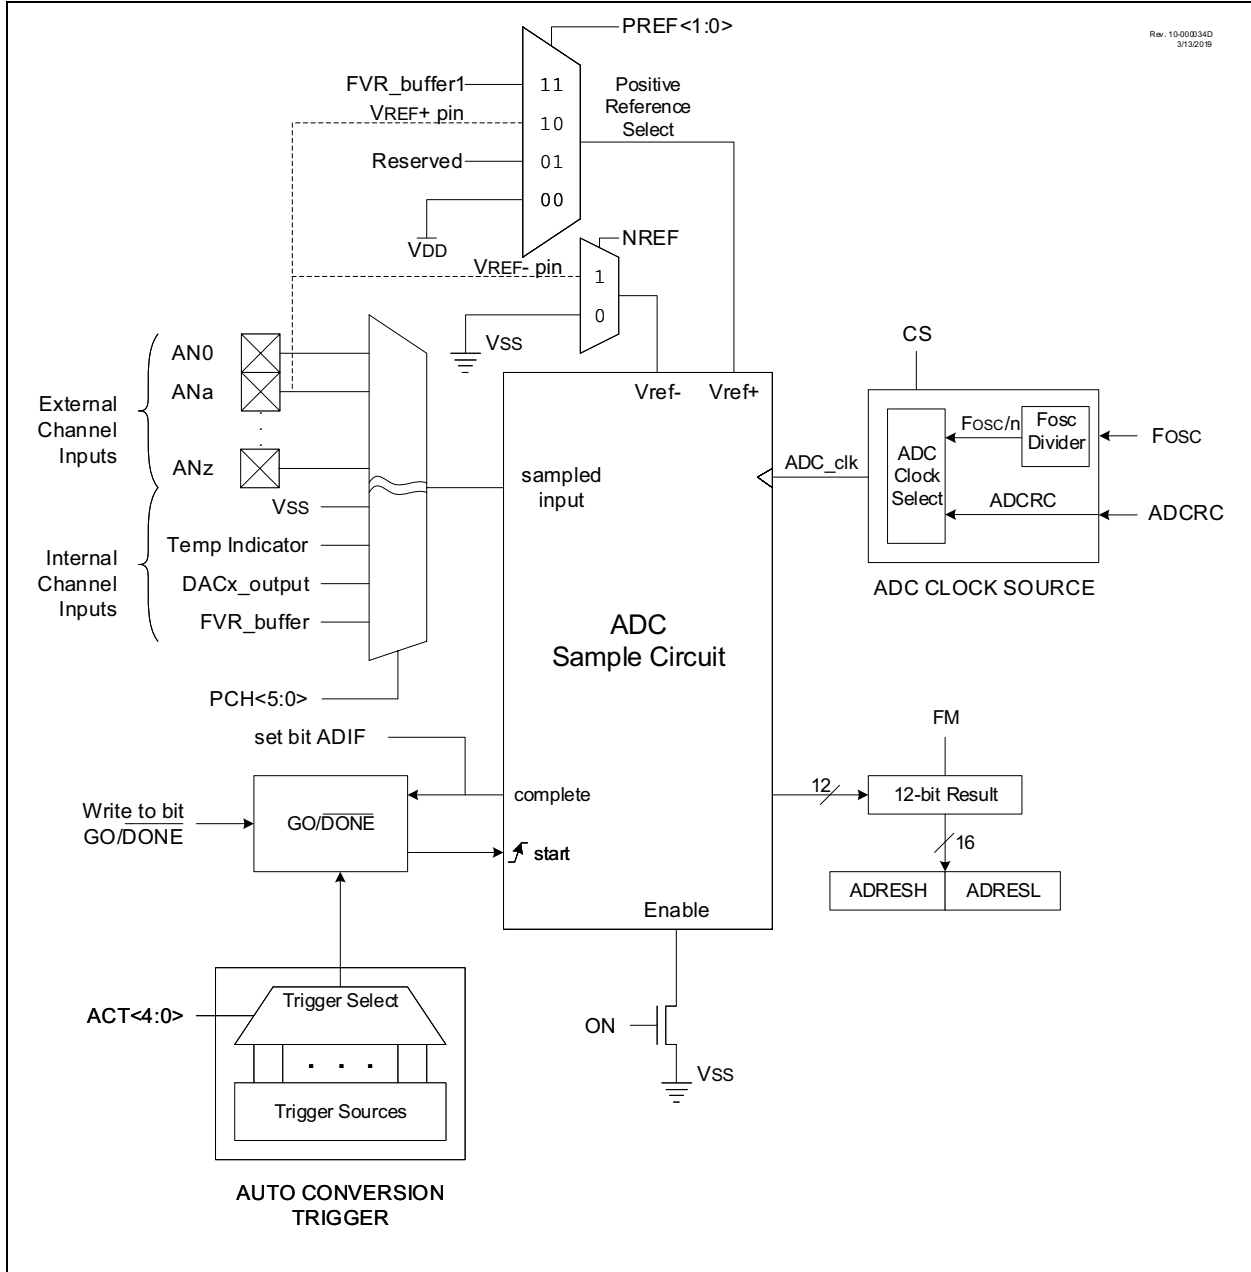 Rev. 10-000034D
3/13/2019
PREF<1:0>
FVR_buffer1
11
Positive
Reference
Select
VREF+ pin
10
Reserved
01
00
VDD
NREF
VREF- pin
1
0
VSS
External
Channel
Inputs
AN0
ANa
ANz
Internal
Channel
Inputs
VSS
Temp Indicator
DACx_output
FVR_buffer
PCH<5:0>
Vref-
Vref+
sampled
input
ADC
Sample Circuit
complete
start
Enable
CS
ADC
Clock
Select
FOSC/n
Fosc
Divider
FOSC
ADC_clk
ADCRC
ADCRC
ADC CLOCK SOURCE
set bit ADIF
Write to bit
GO/DONE
GO/DONE
FM
12
12-bit Result
16
ADRESH
ADRESL
ACT<4:0>
Trigger Select
. . .
Trigger Sources
AUTO CONVERSION
TRIGGER
ON
VSS